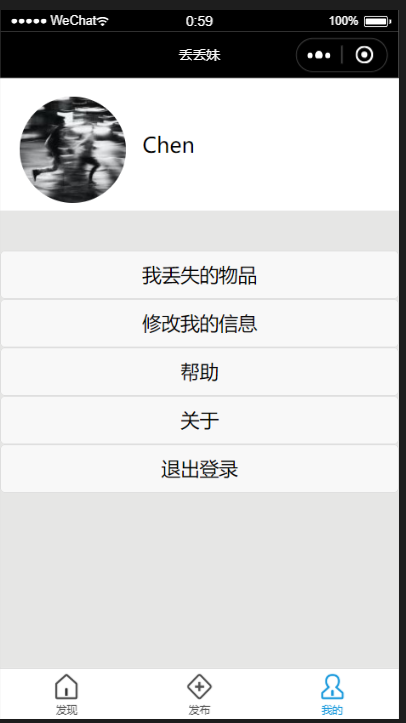 WeChat 0:59 100%
丢丢妹
Chen
我丢失的物品
修改我的信息
帮助
关于
退出登录
发现 发布 我的